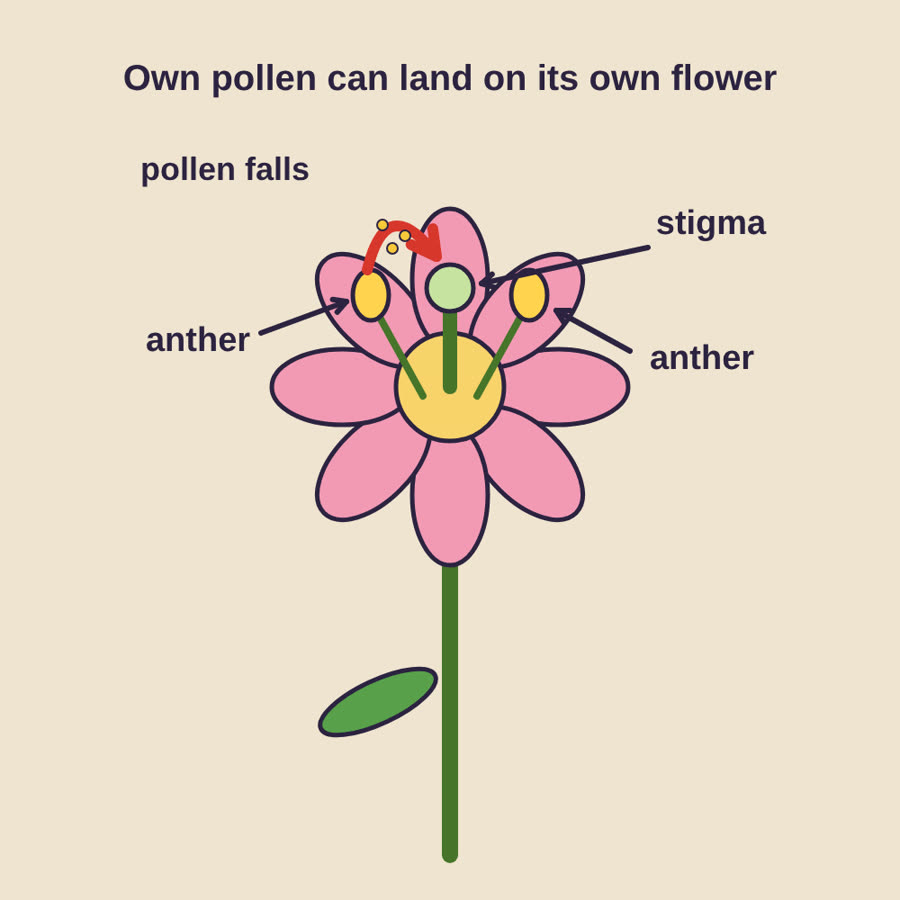 Own pollen can land on its own flower
pollen falls
stigma
anther
anther